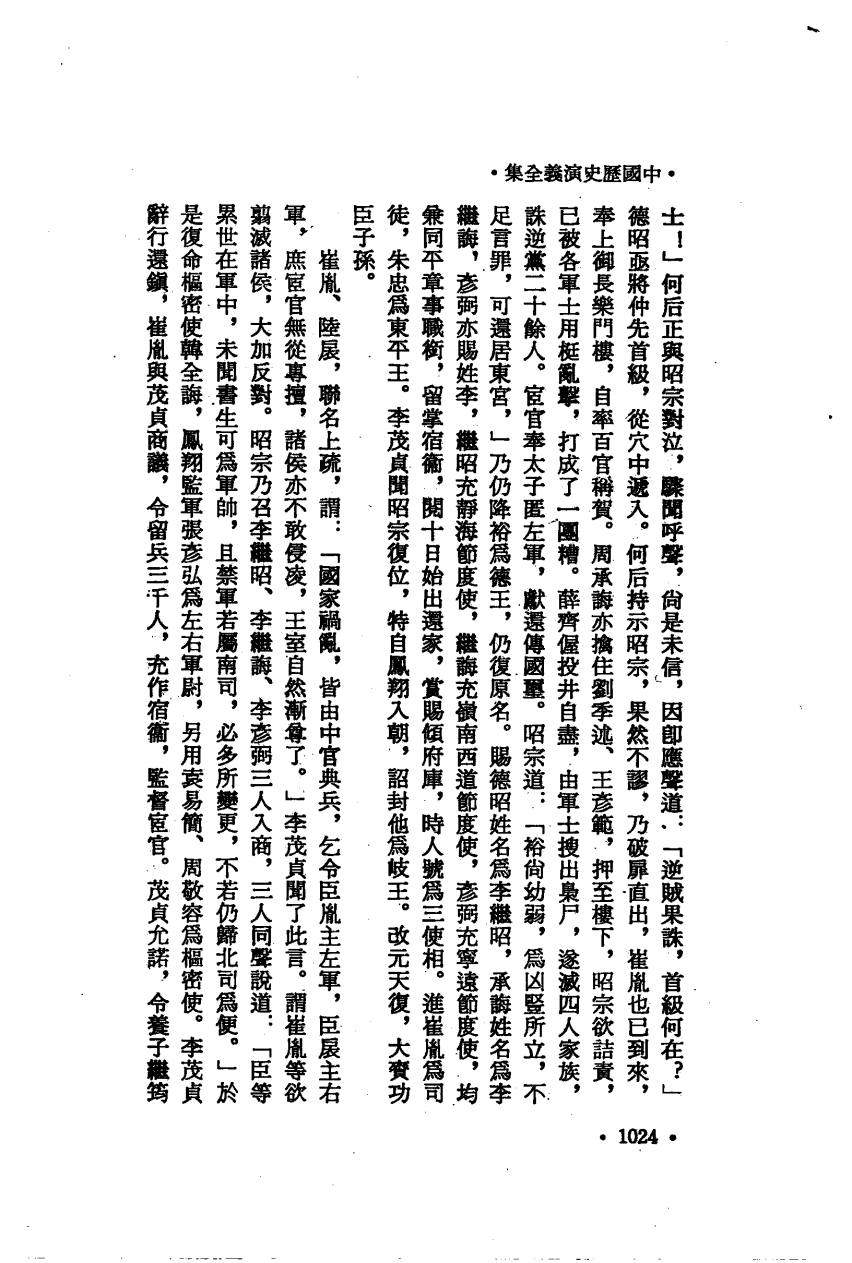 ·中國歷史演義全集·
士！」何后正與昭宗對泣，驟聞呼聲，尙是未信，因卽應聲道：「逆賊果誅，首級何在？」
德昭亟將仲先首級，從穴中遞入。何后持示昭宗，果然不謬，乃破扉直出，崔胤也已到來，
奉上御長樂門樓，自率百官稱賀。周承誨亦擒住劉季述、王彥範，押至樓下，昭宗欲詰責，
已被各軍士用梃亂擊，打成了一團糟。薛齊偓投井自盡，由軍士搜出梟尸，遂滅四人家族，
誅逆黨二十餘人。宦官奉太子匿左軍，獻還傳國璽。昭宗道：「裕尙幼弱，爲凶豎所立，不
足言罪，可還居東宮，」乃仍降裕爲德王，仍復原名。賜德昭姓名爲李繼昭，承誨姓名爲李
繼誨，彥弼亦賜姓李，繼昭充靜海節度使，繼誨充嶺南西道節度使，彥弼充寧遠節度使，均
兼同平章事職銜，留掌宿衞，閱十日始出還家，賞賜傾府庫，時人號爲三使相。進崔胤爲司
徒，朱忠爲東平王。李茂貞聞昭宗復位，特自鳳翔入朝，詔封他爲岐王。改元天復，大賚功
臣子孫。
崔胤、陸扆，聯名上疏，謂：「國家禍亂，皆由中官典兵，乞令臣胤主左軍，臣扆主右
軍，庶宦官無從專擅，諸侯亦不敢侵凌，王室自然漸尊了。」李茂貞聞了此言。謂崔胤等欲
翦滅諸侯，大加反對。昭宗乃召李繼昭、李繼誨、李彥弼三人入商，三人同聲說道：「臣等
累世在軍中，未聞書生可爲軍帥，且禁軍若屬南司，必多所變更，不若仍歸北司爲便。」於
是復命樞密使韓全誨，鳳翔監軍張彥弘爲左右軍尉，另用袁易簡、周敬容爲樞密使。李茂貞
辭行還鎭，崔胤與茂貞商議，令留兵三千人，充作宿衞，監督宦官。茂貞允諾，令養子繼筠
·1024·